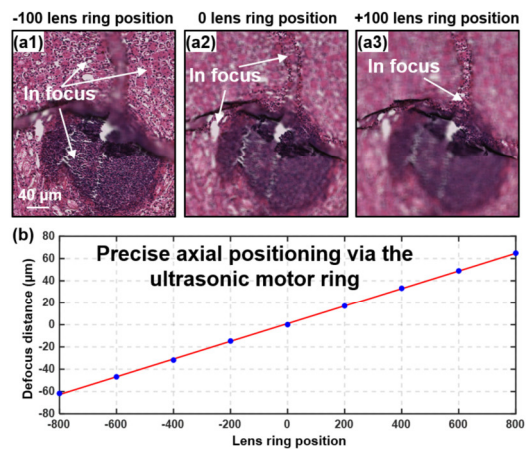 -100 lens ring position
0 lens ring position
+100 lens ring position
(a1)
In focus
40 μm
(a2)
In focus
(a3)
In focus
(b)
Precise axial positioning via the
ultrasonic motor ring
Defocus distance (μm)
80
60
40
20
0
-20
-40
-60
-80
-800
-600
-400
-200
0
200
400
600
800
Lens ring position